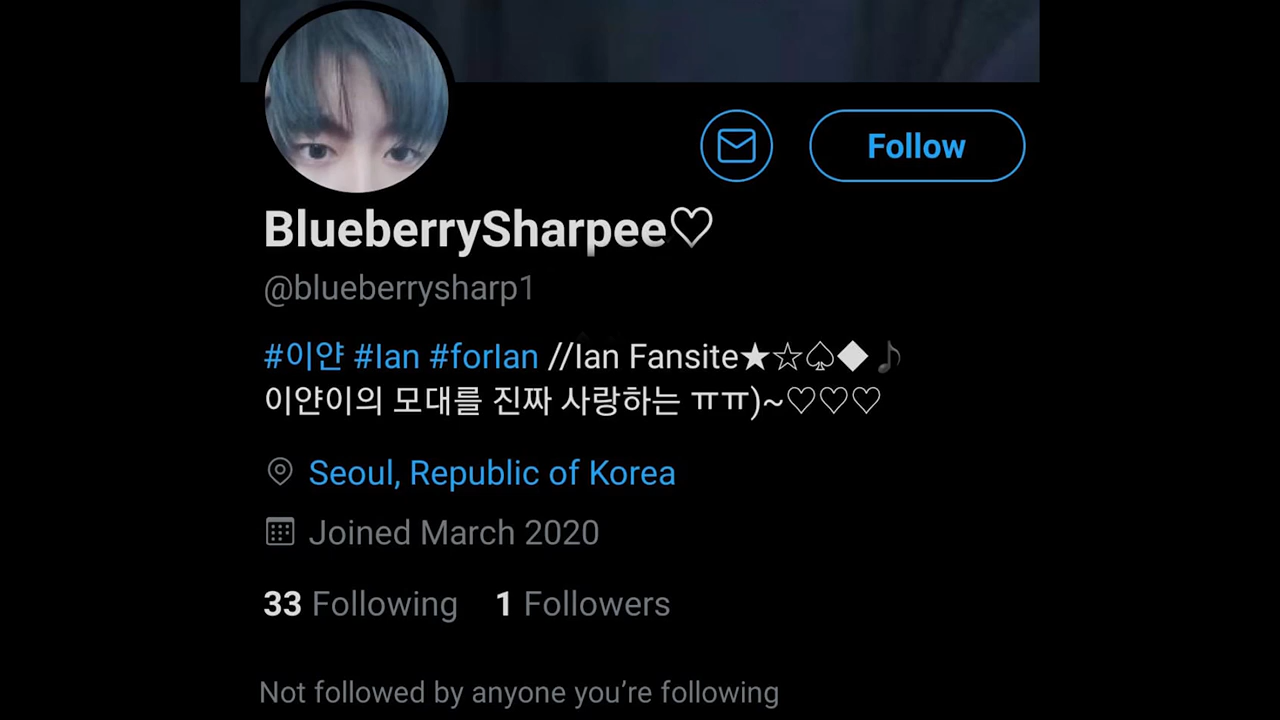 Follow
BlueberrySharpee♡
@blueberrysharp1
#이얀 #Ian #forIan //Ian Fansite★☆♤◆♪
이얀이의 모대를 진짜 사랑하는 ㅠㅠ)~♡♡♡
Seoul, Republic of Korea
Joined March 2020
33 Following 1 Followers
Not followed by anyone you’re following